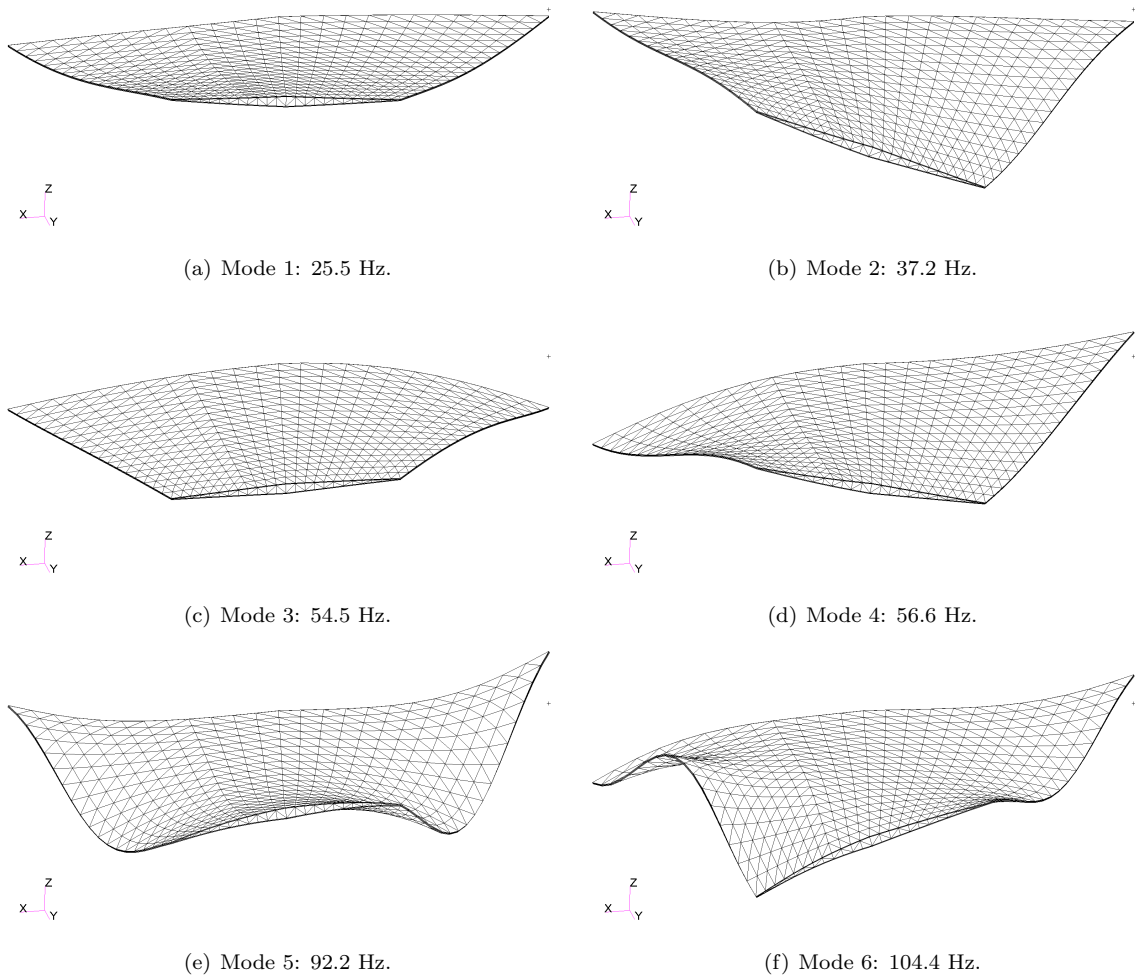 Z
X
Y
Z
X
Y
(a) Mode 1: 25.5 Hz.
(b) Mode 2: 37.2 Hz.
Z
X
Y
Z
X
Y
(c) Mode 3: 54.5 Hz.
(d) Mode 4: 56.6 Hz.
Z
X
Y
Z
X
Y
(e) Mode 5: 92.2 Hz.
(f) Mode 6: 104.4 Hz.